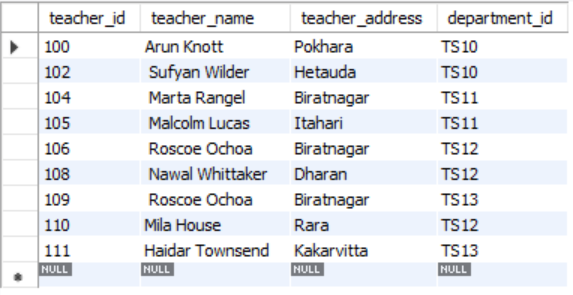 teacher_id teacher_name teacher_address department_id
100 Arun Knott Pokhara TS10
102 Sufyan Wilder Hetauda TS10
104 Marta Rangel Biratnagar TS11
105 Malcolm Lucas Itahari TS11
106 Roscoe Ochoa Biratnagar TS12
108 Nawal Whittaker Dharan TS12
109 Roscoe Ochoa Biratnagar TS13
110 Mila House Rara TS12
111 Haidar Townsend Kakarvitta TS13
NULL NULL NULL NULL